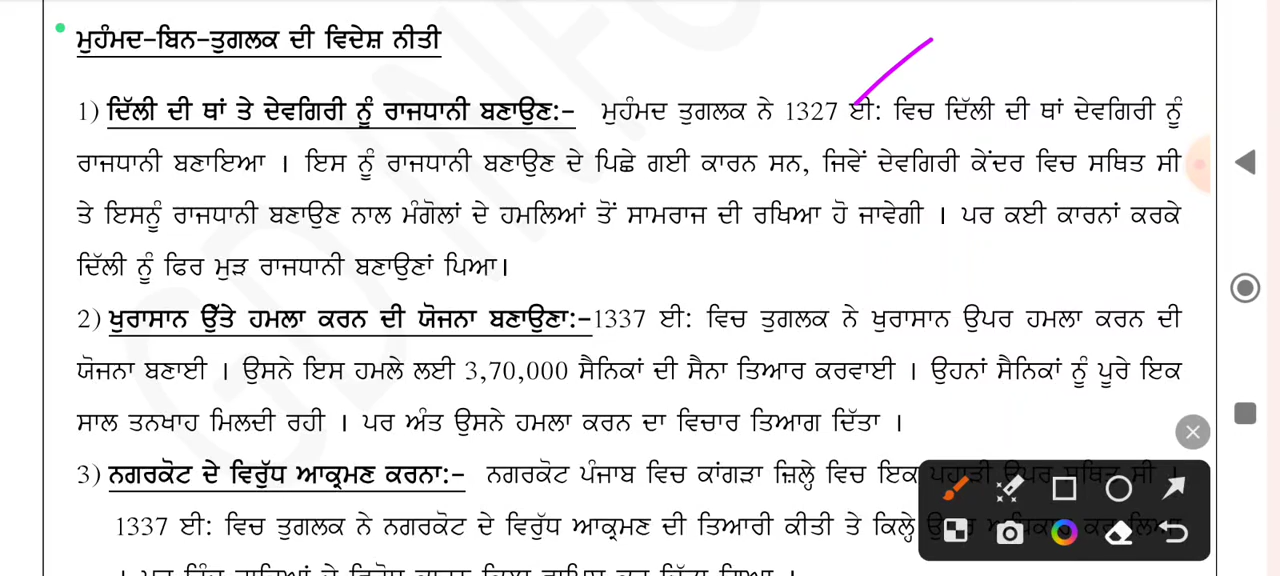 ਮੁਹੰਮਦ-ਬਿਨ-ਤੁਗਲਕ ਦੀ ਵਿਦੇਸ਼ ਨੀਤੀ
1) ਦਿੱਲੀ ਦੀ ਥਾਂ ਤੇ ਦੇਵਗਿਰੀ ਨੂੰ ਰਾਜਧਾਨੀ ਬਣਾਉਣ:- ਮੁਹੰਮਦ ਤੁਗਲਕ ਨੇ 1327 ਈ: ਵਿਚ ਦਿੱਲੀ ਦੀ ਥਾਂ ਦੇਵਗਿਰੀ ਨੂੰ
ਰਾਜਧਾਨੀ ਬਣਾਇਆ । ਇਸ ਨੂੰ ਰਾਜਧਾਨੀ ਬਣਾਉਣ ਦੇ ਪਿਛੇ ਗਈ ਕਾਰਨ ਸਨ, ਜਿਵੇਂ ਦੇਵਗਿਰੀ ਕੇਂਦਰ ਵਿਚ ਸਥਿਤ ਸੀ
ਤੇ ਇਸਨੂੰ ਰਾਜਧਾਨੀ ਬਣਾਉਣ ਨਾਲ ਮੰਗੋਲਾਂ ਦੇ ਹਮਲਿਆਂ ਤੋਂ ਸਾਮਰਾਜ ਦੀ ਰਖਿਆ ਹੋ ਜਾਵੇਗੀ । ਪਰ ਕਈ ਕਾਰਨਾਂ ਕਰਕੇ
ਦਿੱਲੀ ਨੂੰ ਫਿਰ ਮੁੜ ਰਾਜਧਾਨੀ ਬਣਾਉਣਾਂ ਪਿਆ।
2) ਖੁਰਾਸਾਨ ਉੱਤੇ ਹਮਲਾ ਕਰਨ ਦੀ ਯੋਜਨਾ ਬਣਾਉਣਾ:-1337 ਈ: ਵਿਚ ਤੁਗਲਕ ਨੇ ਖੁਰਾਸਾਨ ਉਪਰ ਹਮਲਾ ਕਰਨ ਦੀ
ਯੋਜਨਾ ਬਣਾਈ । ਉਸਨੇ ਇਸ ਹਮਲੇ ਲਈ 3,70,000 ਸੈਨਿਕਾਂ ਦੀ ਸੈਨਾ ਤਿਆਰ ਕਰਵਾਈ । ਉਹਨਾਂ ਸੈਨਿਕਾਂ ਨੂੰ ਪੂਰੇ ਇਕ
ਸਾਲ ਤਨਖਾਹ ਮਿਲਦੀ ਰਹੀ । ਪਰ ਅੰਤ ਉਸਨੇ ਹਮਲਾ ਕਰਨ ਦਾ ਵਿਚਾਰ ਤਿਆਗ ਦਿੱਤਾ ।
3) ਨਗਰਕੋਟ ਦੇ ਵਿਰੁੱਧ ਆਕ੍ਰਮਣ ਕਰਨਾ:- ਨਗਰਕੋਟ ਪੰਜਾਬ ਵਿਚ ਕਾਂਗੜਾ ਜ਼ਿਲ੍ਹੇ ਵਿਚ ਇਕ ਪਹਾੜੀ ਉਪਰ ਸਥਿਤ ਸੀ ।
1337 ਈ: ਵਿਚ ਤੁਗਲਕ ਨੇ ਨਗਰਕੋਟ ਦੇ ਵਿਰੁੱਧ ਆਕ੍ਰਮਣ ਦੀ ਤਿਆਰੀ ਕੀਤੀ ਤੇ ਕਿਲ੍ਹੇ